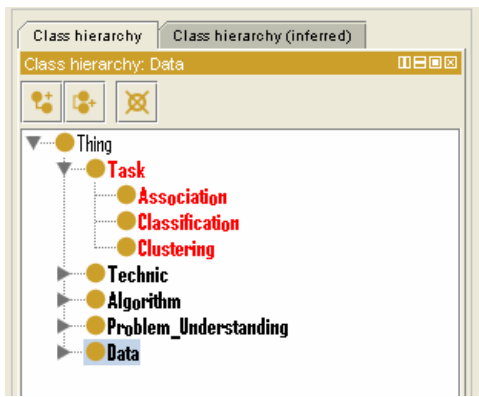 Class hierarchy
Class hierarchy (inferred)
Class hierarchy: Data
Thing
Task
Association
Classification
Clustering
Technic
Algorithm
Problem_Understanding
Data